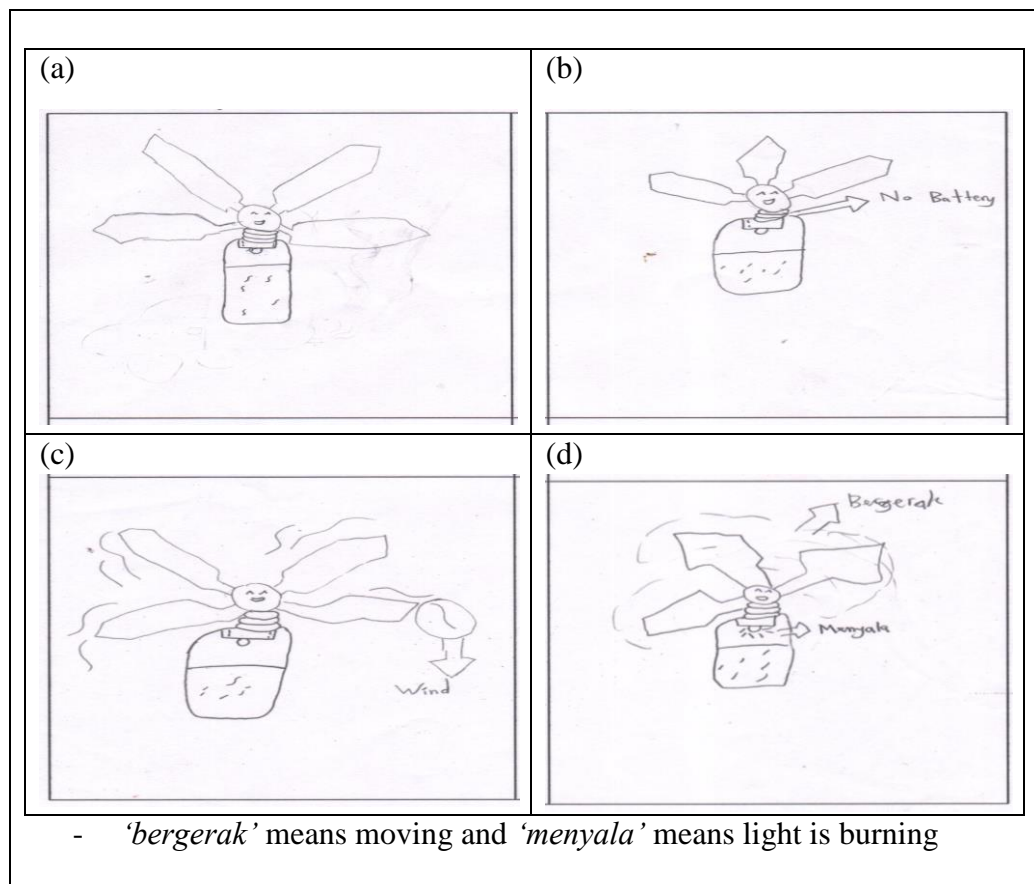 (a)
(b)
No Battery
(c)
Wind
(d)
Bergerak
Menyala
- ‘bergerak’ means moving and ‘menyala’ means light is burning